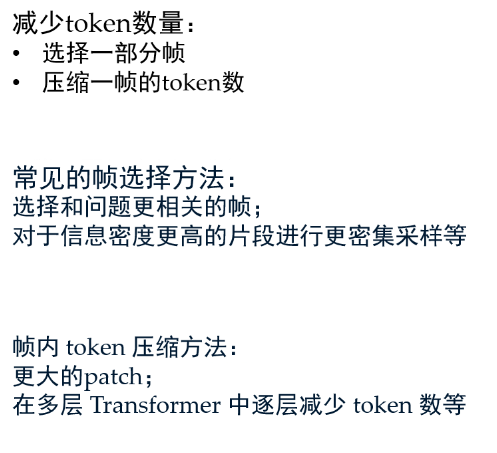 减少token数量：
• 选择一部分帧
• 压缩一帧的token数
常见的帧选择方法：
选择和问题更相关的帧；
对于信息密度更高的片段进行更密集采样等
帧内 token 压缩方法：
更大的patch；
在多层 Transformer 中逐层减少 token 数等